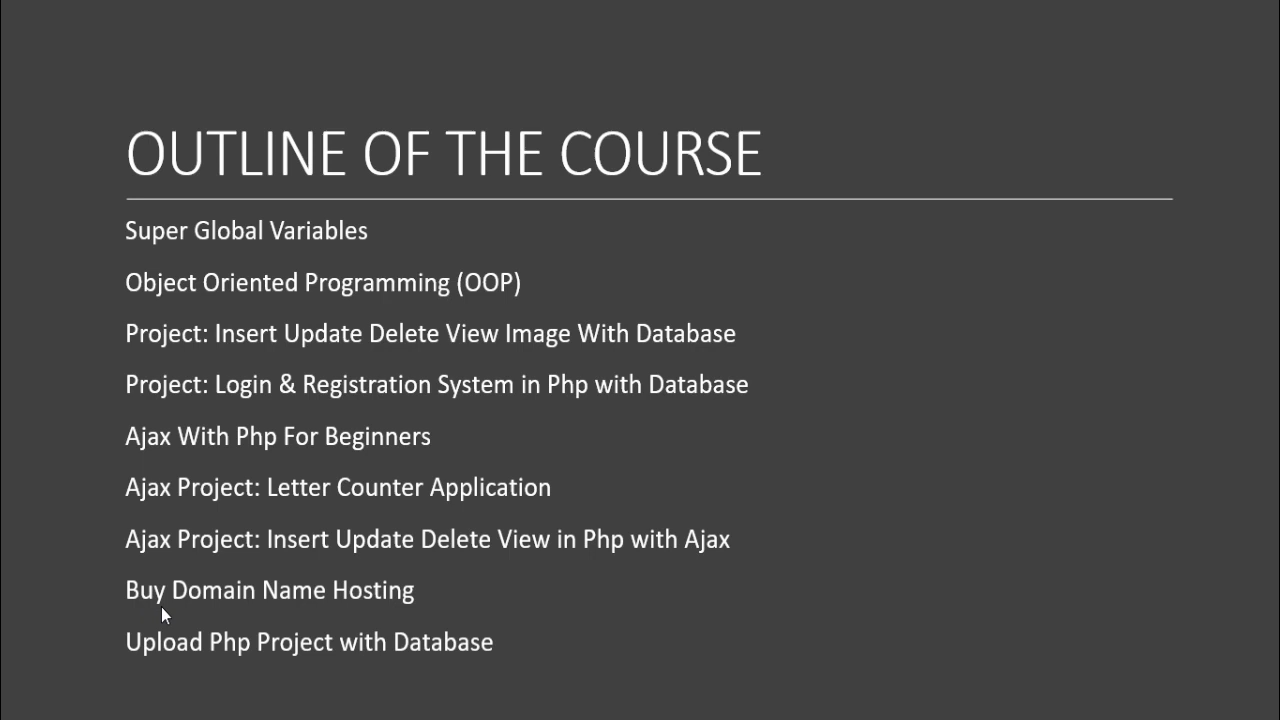 OUTLINE OF THE COURSE
Super Global Variables
Object Oriented Programming (OOP)
Project: Insert Update Delete View Image With Database
Project: Login & Registration System in Php with Database
Ajax With Php For Beginners
Ajax Project: Letter Counter Application
Ajax Project: Insert Update Delete View in Php with Ajax
Buy Domain Name Hosting
Upload Php Project with Database